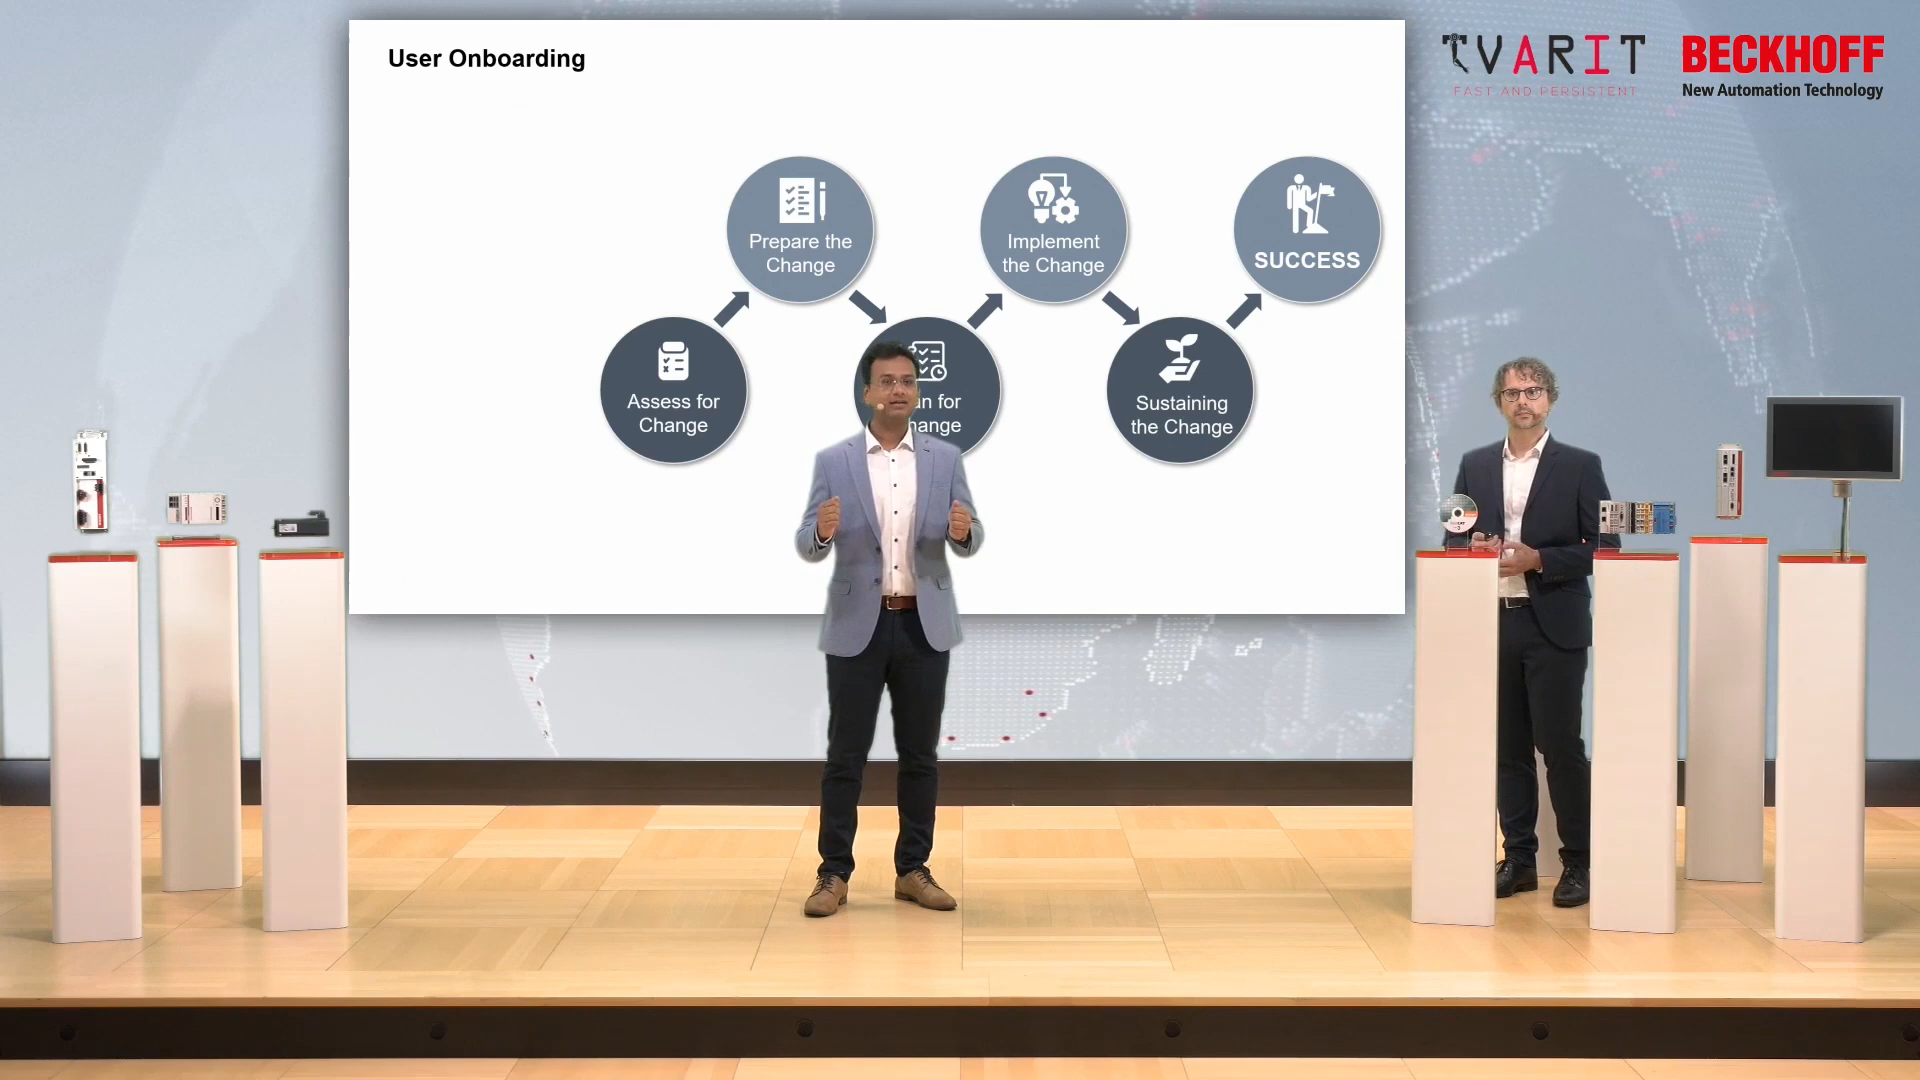 User Onboarding
TVARIT
FAST AND PERSISTENT
BECKHOFF
New Automation Technology
Prepare the
Change
Implement
the Change
SUCCESS
Assess for
Change
for
Sustaining
the Change